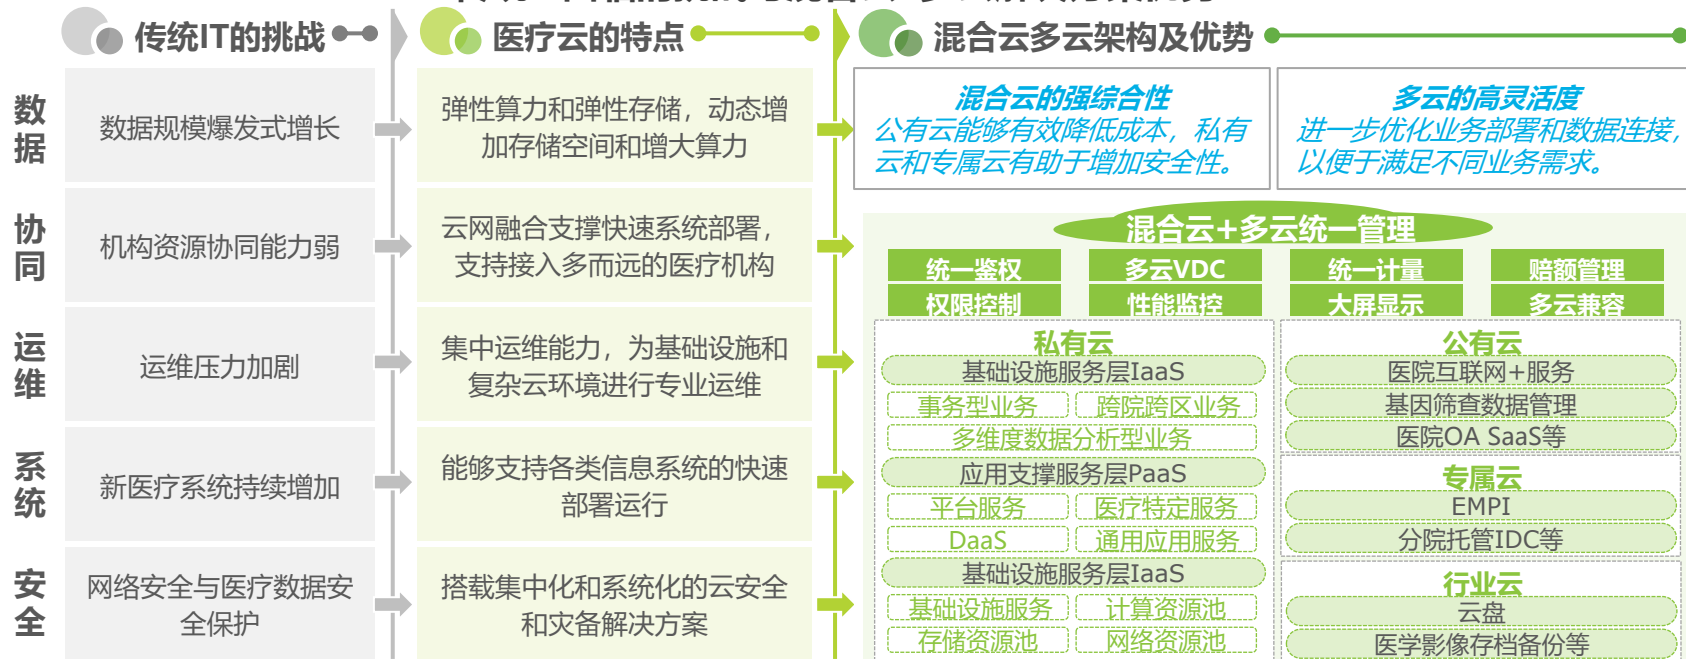 传统IT的挑战
医疗云的特点
混合云多云架构及优势
数据
数据规模爆发式增长
弹性算力和弹性存储，动态增
加存储空间和增大算力
混合云的强综合性
公有云能够有效降低成本，私有
云和专属云有助于增加安全性。
多云的高灵活度
进一步优化业务部署和数据连接，
以便于满足不同业务需求。
协同
机构资源协同能力弱
云网融合支撑快速系统部署，
支持接入多而远的医疗机构
运维
运维压力加剧
集中运维能力，为基础设施和
复杂云环境进行专业运维
系统
新医疗系统持续增加
能够支持各类信息系统的快速
部署运行
安全
网络安全与医疗数据安
全保护
搭载集中化和系统化的云安全
和灾备解决方案
混合云+多云统一管理
统一鉴权
多云VDC
统一计量
赔额管理
权限控制
性能监控
大屏显示
多云兼容
私有云
基础设施服务层IaaS
事务型业务
跨院跨区业务
多维度数据分析型业务
应用支撑服务层PaaS
平台服务
医疗特定服务
DaaS
通用应用服务
基础设施服务层IaaS
基础设施服务
计算资源池
存储资源池
网络资源池
公有云
医院互联网+服务
基因筛查数据管理
医院OA SaaS等
专属云
EMPI
分院托管IDC等
行业云
云盘
医学影像存档备份等